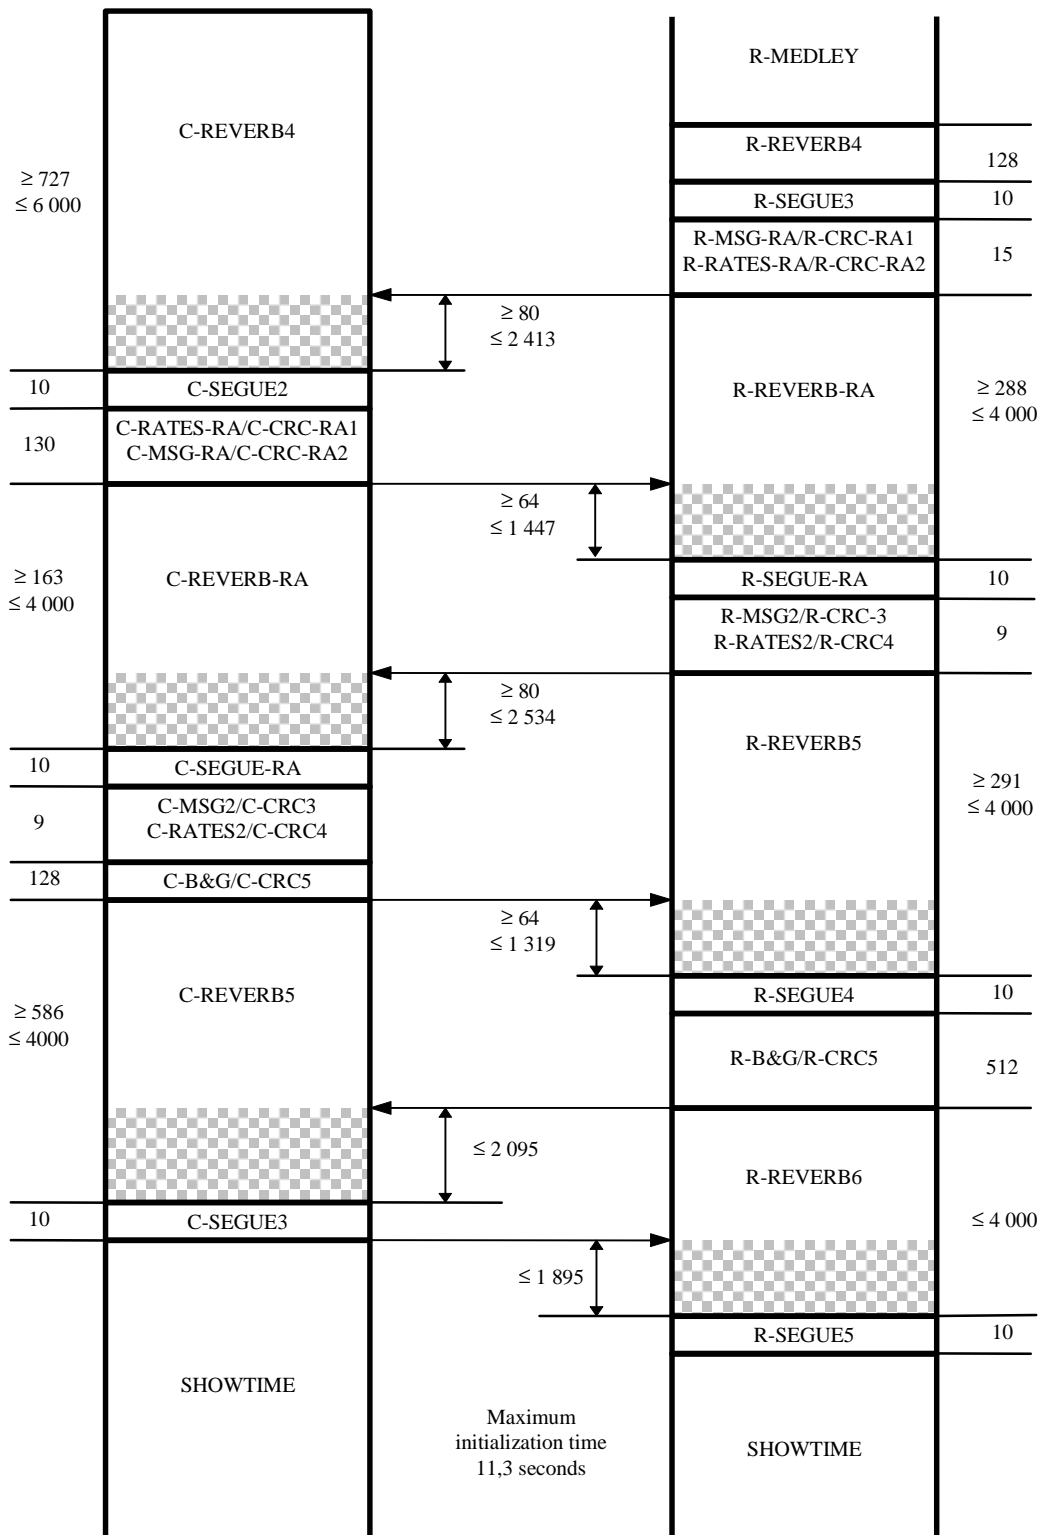 R-MEDLEY
C-REVERB4
R-REVERB4
128
≥ 727
≤ 6 000
R-SEGUE3
10
R-MSG-RA/R-CRC-RA1
R-RATES-RA/R-CRC-RA2
15
≥ 80
≤ 2 413
10
C-SEGUE2
R-REVERB-RA
≥ 288
≤ 4 000
130
C-RATES-RA/C-CRC-RA1
C-MSG-RA/C-CRC-RA2
≥ 64
≤ 1 447
≥ 163
≤ 4 000
C-REVERB-RA
R-SEGUE-RA
10
R-MSG2/R-CRC-3
R-RATES2/R-CRC4
9
≥ 80
≤ 2 534
R-REVERB5
10
C-SEGUE-RA
≥ 291
≤ 4 000
9
C-MSG2/C-CRC3
C-RATES2/C-CRC4
128
C-B&G/C-CRC5
≥ 64
≤ 1 319
C-REVERB5
R-SEGUE4
10
≥ 586
≤ 4000
R-B&G/R-CRC5
512
≤ 2 095
R-REVERB6
10
C-SEGUE3
≤ 4 000
≤ 1 895
R-SEGUE5
10
SHOWTIME
Maximum
initialization time
11,3 seconds
SHOWTIME